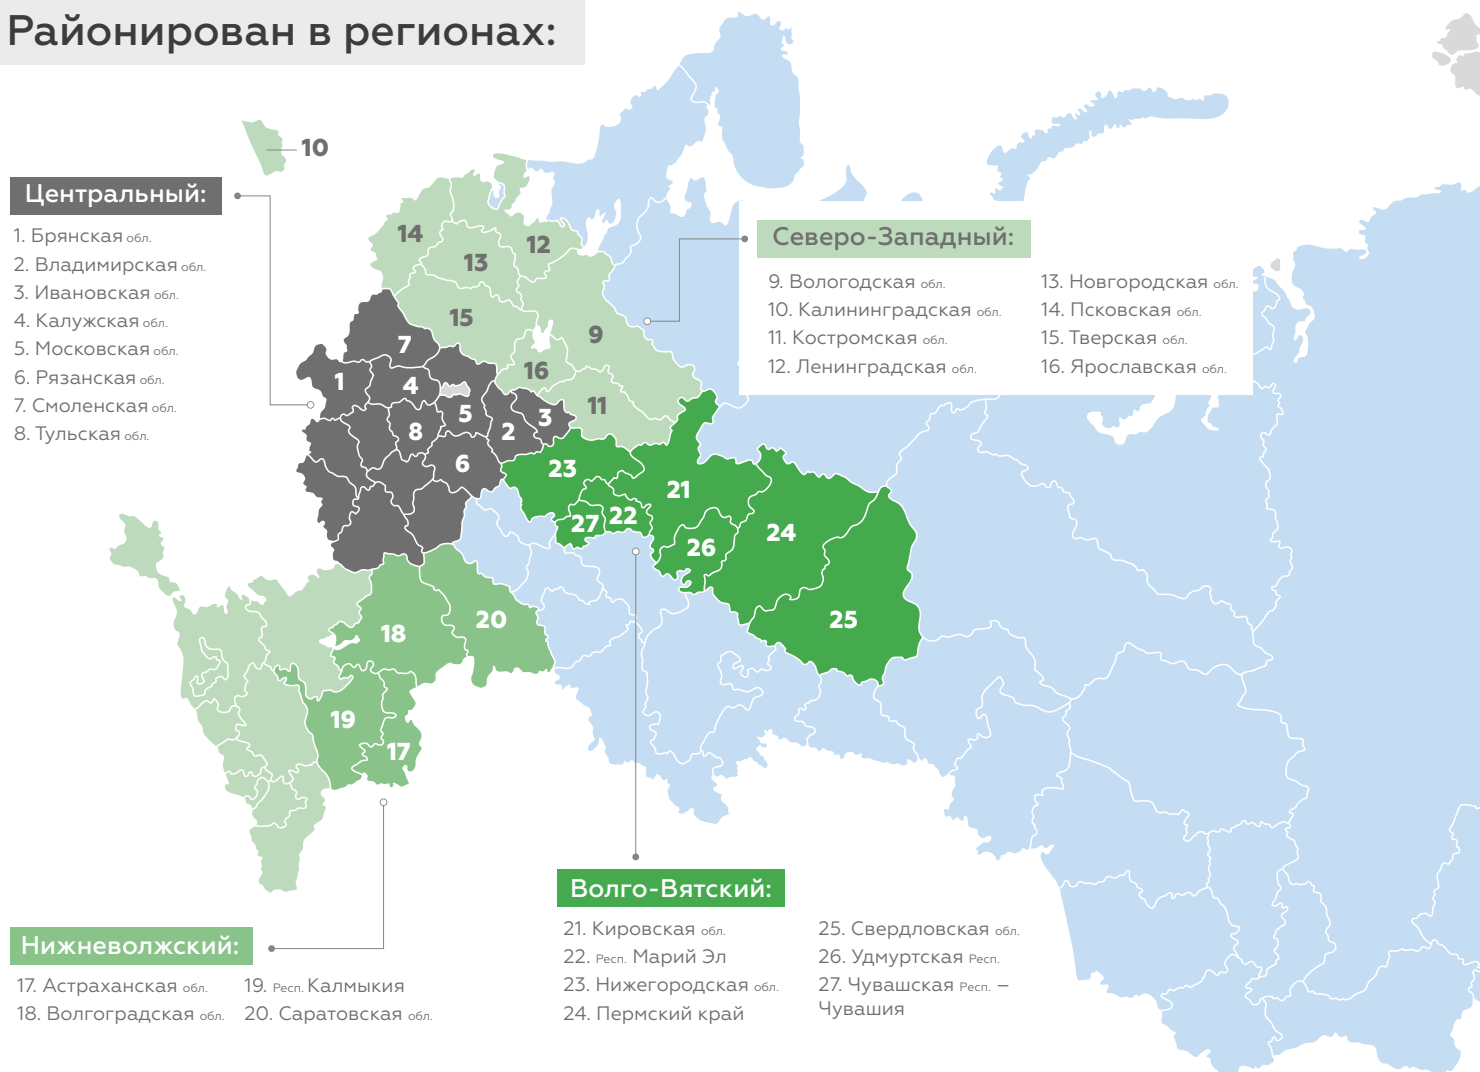 Районирован в регионах:
10
Центральный:
1. Брянская обл.
2. Владимирская обл.
3. Ивановская обл.
4. Калужская обл.
5. Московская обл.
6. Рязанская обл.
7. Смоленская обл.
8. Тульская обл.
Северо-Западный:
9. Вологодская обл.
10. Калининградская обл.
11. Костромская обл.
12. Ленинградская обл.
13. Новгородская обл.
14. Псковская обл.
15. Тверская обл.
16. Ярославская обл.
14
12
13
15
9
7
16
1
4
11
5
3
8
2
6
23
21
22
27
24
26
20
25
18
19
17
Волго-Вятский:
21. Кировская обл.
22. Респ. Марий Эл
23. Нижегородская обл.
24. Пермский край
25. Свердловская обл.
26. Удмуртская Респ.
27. Чувашская Респ. –
Чувашия
Нижневолжский:
17. Астраханская обл.
18. Волгоградская обл.
19. Респ. Калмыкия
20. Саратовская обл.